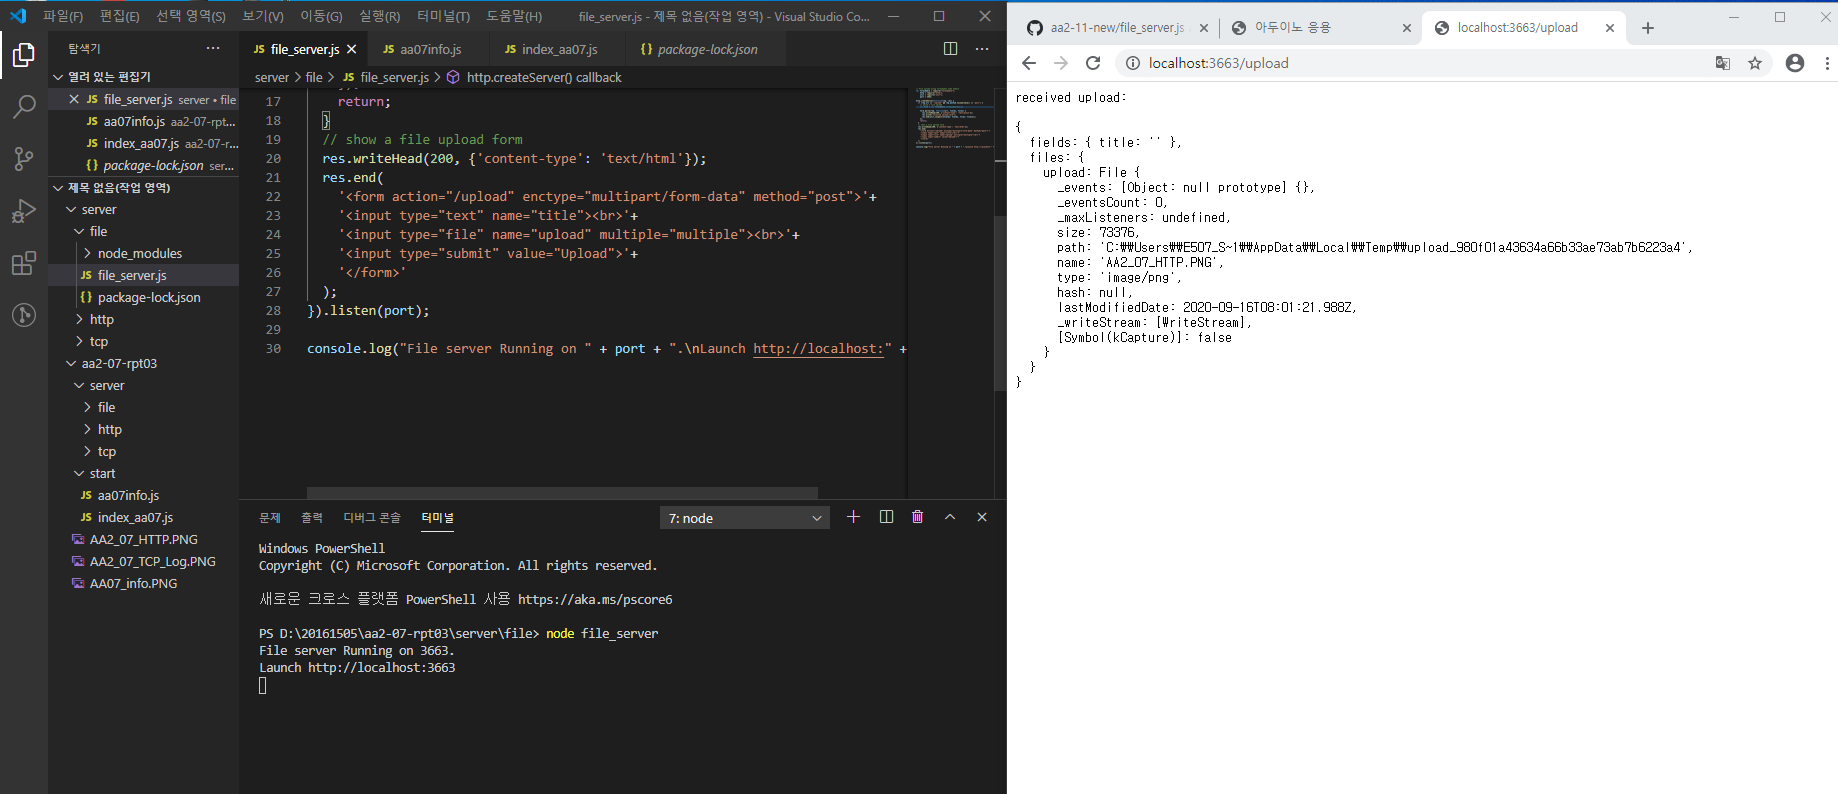 파일(F) 편집(E) 선택 영역(S) 보기(V) 이동(G) 실행(R) 터미널(T) 도움말(H) file_server.js - 제목 없음(작업 영역) - Visual Studio Co...
탐색기
열려 있는 편집기
JS file_server.js server • file
JS aa07info.js aa2-07-rpt...
JS index_aa07.js aa2-07-r...
{} package-lock.json ser...
제목 없음(작업 영역)
server
file
node_modules
JS file_server.js
{} package-lock.json
http
tcp
aa2-07-rpt03
server
file
http
tcp
start
JS aa07info.js
JS index_aa07.js
AA2_07_HTTP.PNG
AA2_07_TCP_Log.PNG
AA07_info.PNG
JS file_server.js JS aa07info.js JS index_aa07.js {} package-lock.json
server > file > JS file_server.js > http.createServer() callback
17 return;
18 }
19 // show a file upload form
20 res.writeHead(200, {'content-type': 'text/html'});
21 res.end(
22 '<form action="/upload" enctype="multipart/form-data" method="post">'+
23 '<input type="text" name="title"><br>'+
24 '<input type="file" name="upload" multiple="multiple"><br>'+
25 '<input type="submit" value="Upload">'+
26 '</form>'
27 );
28 }).listen(port);
29
30 console.log("File server Running on " + port + ".\nLaunch http://localhost:" +
문제 출력 디버그 콘솔 터미널 7: node
Windows PowerShell
Copyright (C) Microsoft Corporation. All rights reserved.
새로운 크로스 플랫폼 PowerShell 사용 https://aka.ms/pscore6
PS D:\20161505\aa2-07-rpt03\server\file> node file_server
File server Running on 3663.
Launch http://localhost:3663
aa2-11-new/file_server.js 아두이노 응용 localhost:3663/upload
localhost:3663/upload
received upload:
{
fields: { title: '' },
files: {
upload: File {
_events: [Object: null prototype] {},
_eventsCount: 0,
_maxListeners: undefined,
size: 73376,
path: 'C:₩₩Users₩₩E507_S~1₩₩AppData₩₩Local₩₩Temp₩₩upload_980f01a43634a66b33ae73ab7b6223a4',
name: 'AA2_07_HTTP.PNG',
type: 'image/png',
hash: null,
lastModifiedDate: 2020-09-16T08:01:21.988Z,
_writeStream: [WriteStream],
[Symbol(kCapture)]: false
}
}
}